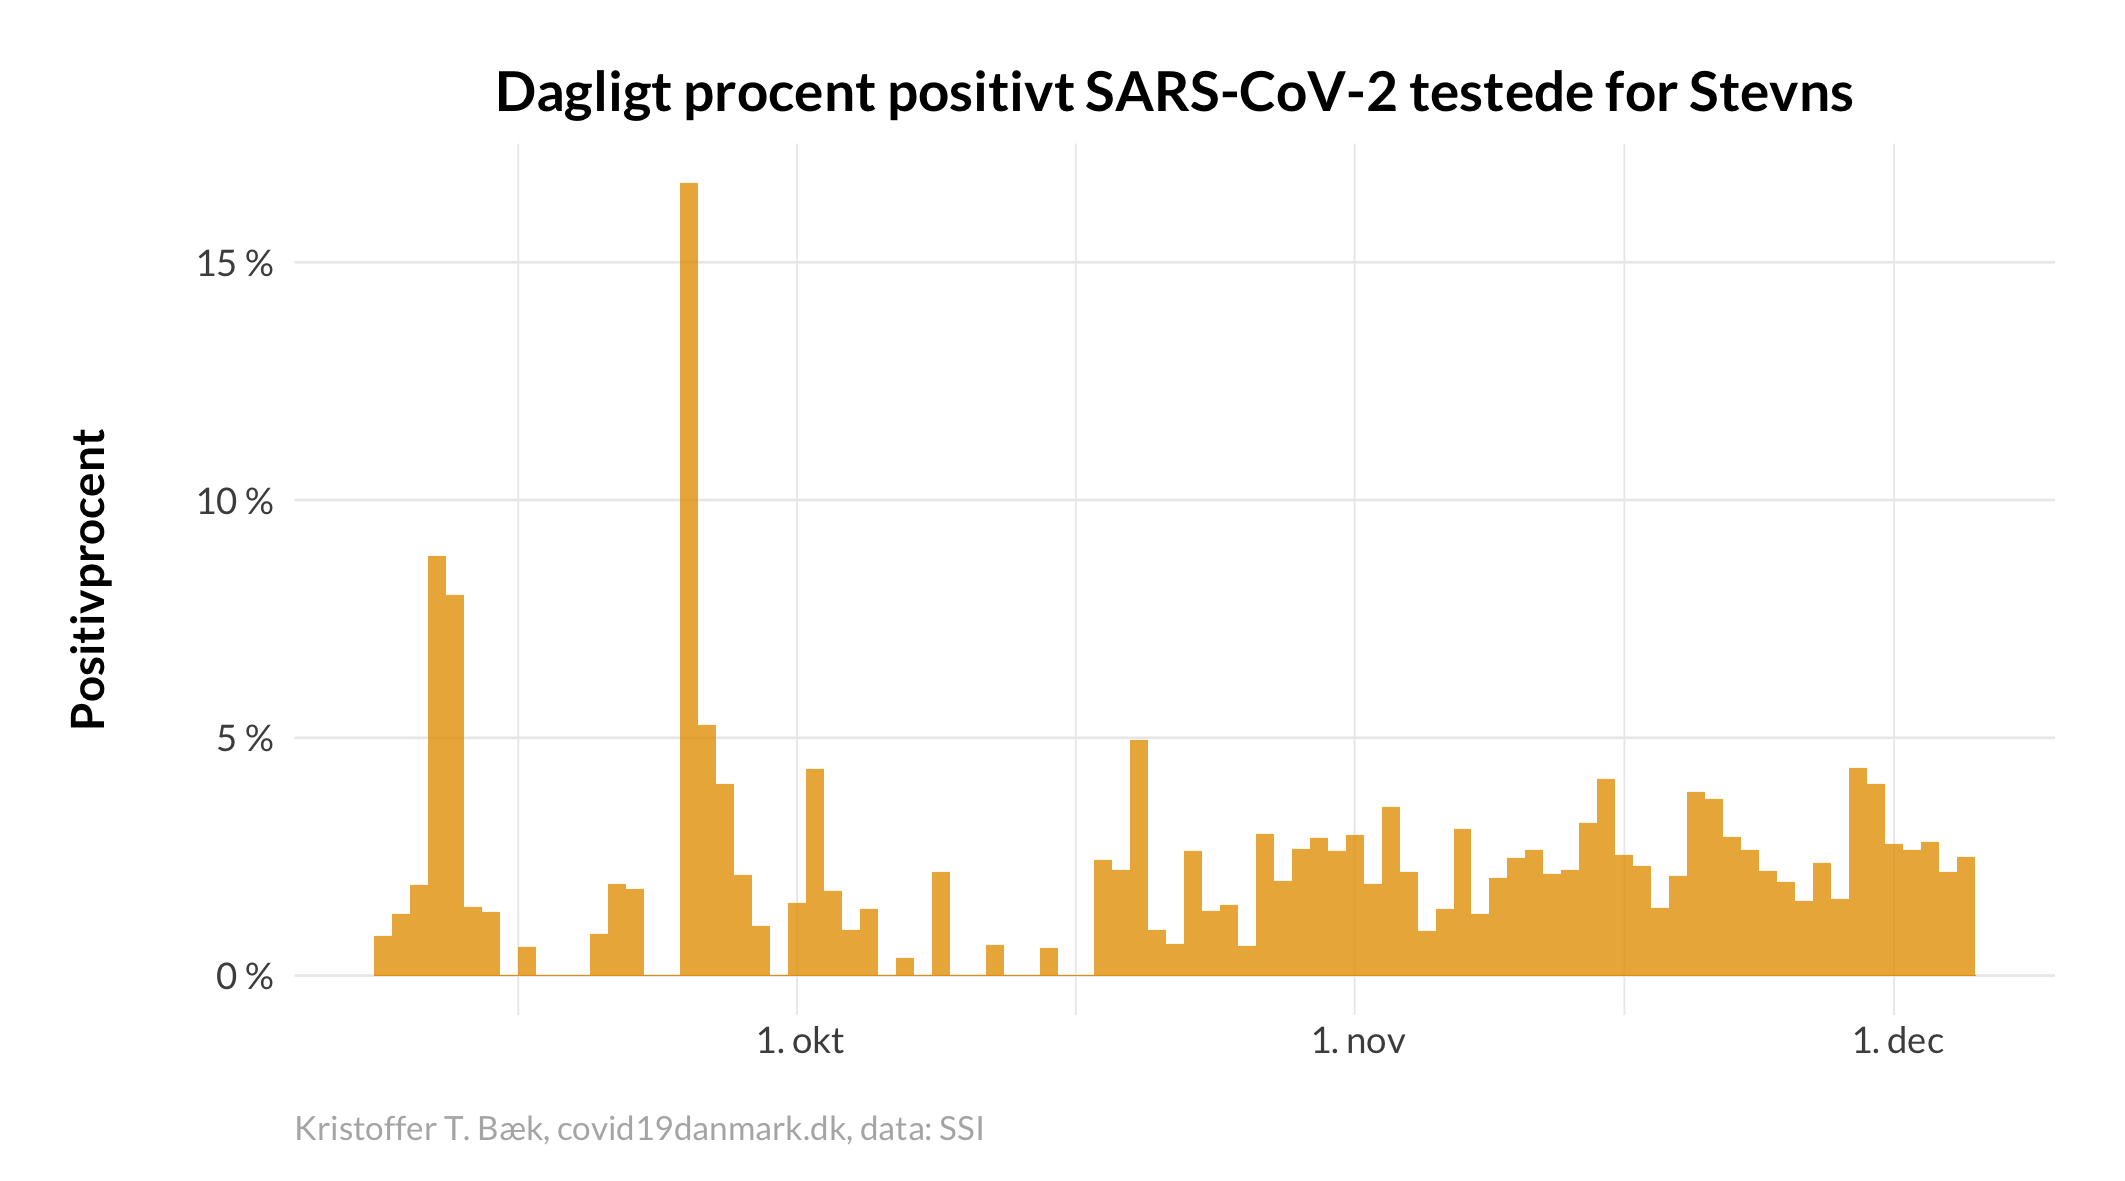 Dagligt procent positivt SARS-CoV-2 testede for Stevns
Positivprocent
15 %
10 %
5 %
0 %
1. okt
1. nov
1. dec
Kristoffer T. Bæk, covid19danmark.dk, data: SSI